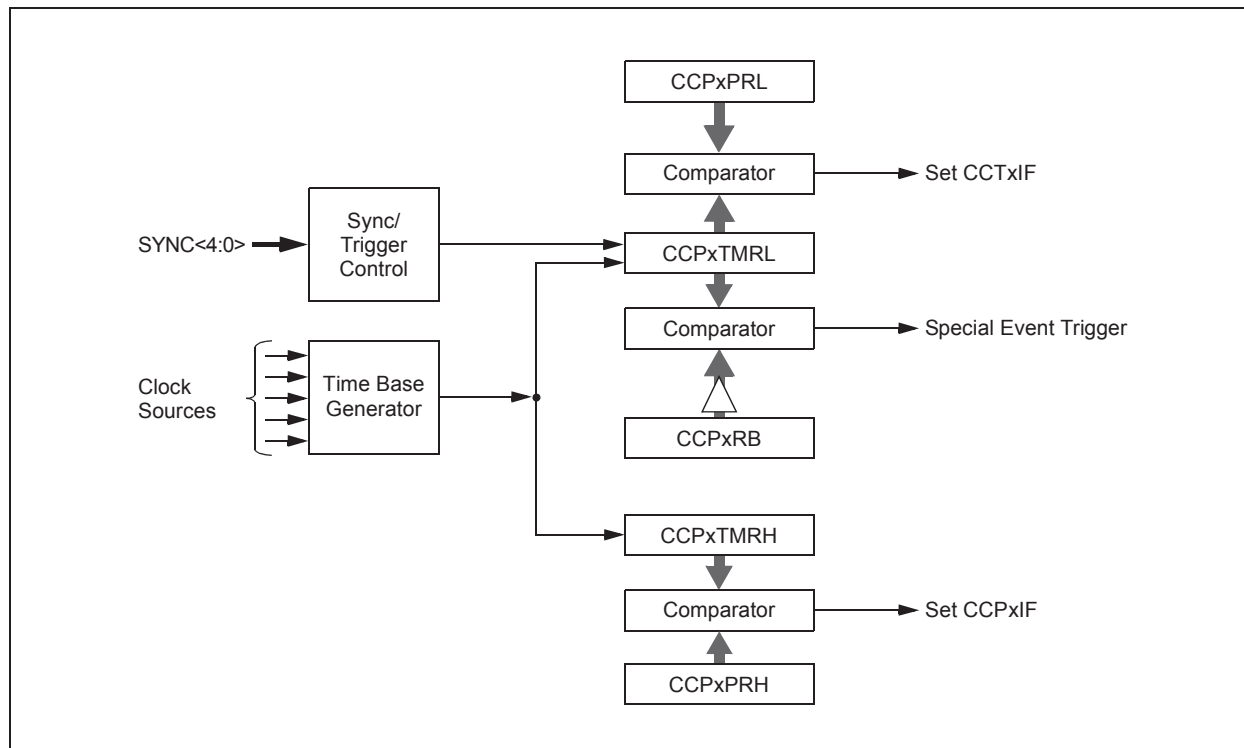 CCPxPRL
Comparator
Set CCTxIF
SYNC<4:0>
Sync/
Trigger
Control
CCPxTMRL
Comparator
Special Event Trigger
Clock
Sources
Time Base
Generator
CCPxRB
CCPxTMRH
Comparator
Set CCPxIF
CCPxPRH